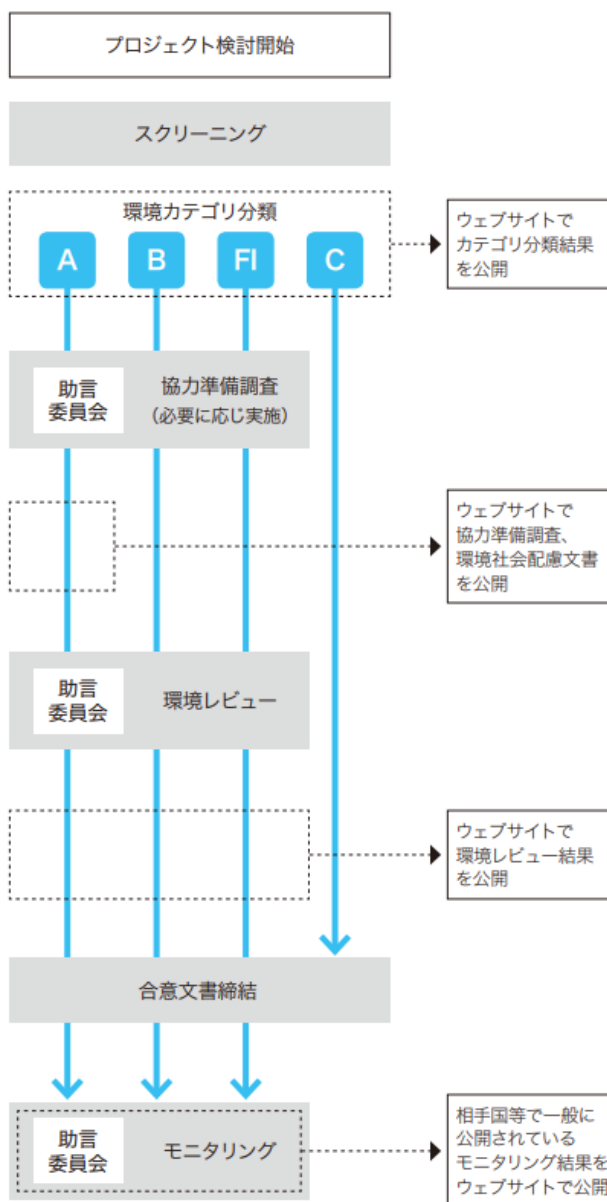 プロジェクト検討開始
スクリーニング
環境カテゴリ分類
A
B
FI
C
ウェブサイトで
カテゴリ分類結果
を公開
助言
委員会
協力準備調査
（必要に応じ実施）
ウェブサイトで
協力準備調査、
環境社会配慮文書
を公開
助言
委員会
環境レビュー
ウェブサイトで
環境レビュー結果
を公開
合意文書締結
助言
委員会
モニタリング
相手国等で一般に
公開されている
モニタリング結果を
ウェブサイトで公開